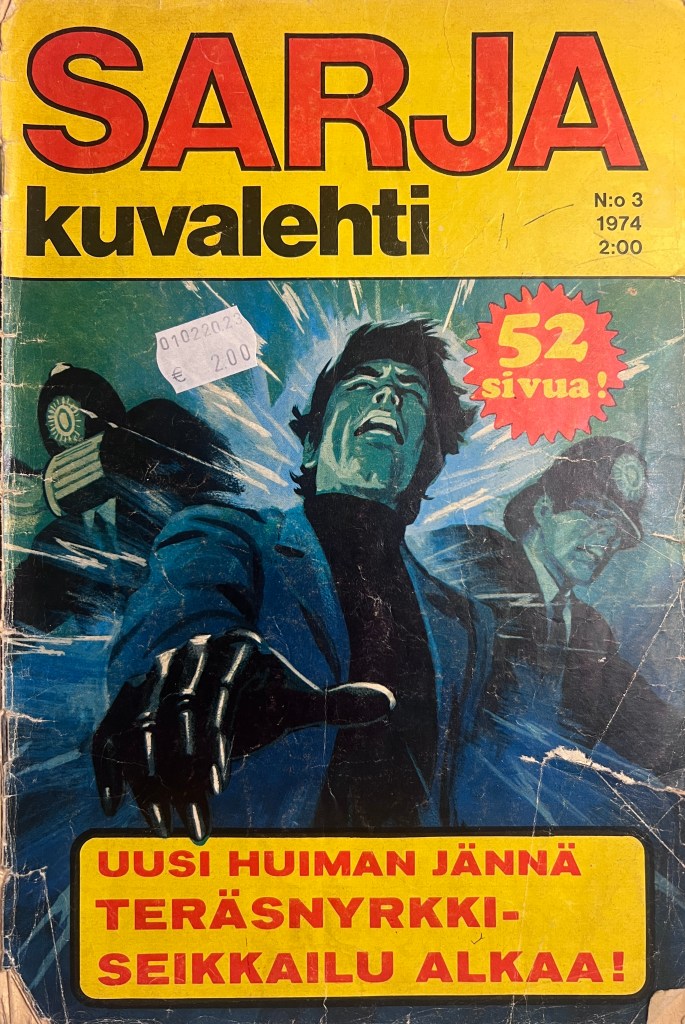 SARJA
kuvalehti
N:o 3
1974
2:00
01022023
€ 2.00
52
sivua!
UUSI HUIMAN JÄNNÄ
TERÄSNYRKKI-
SEIKKAILU ALKAA!